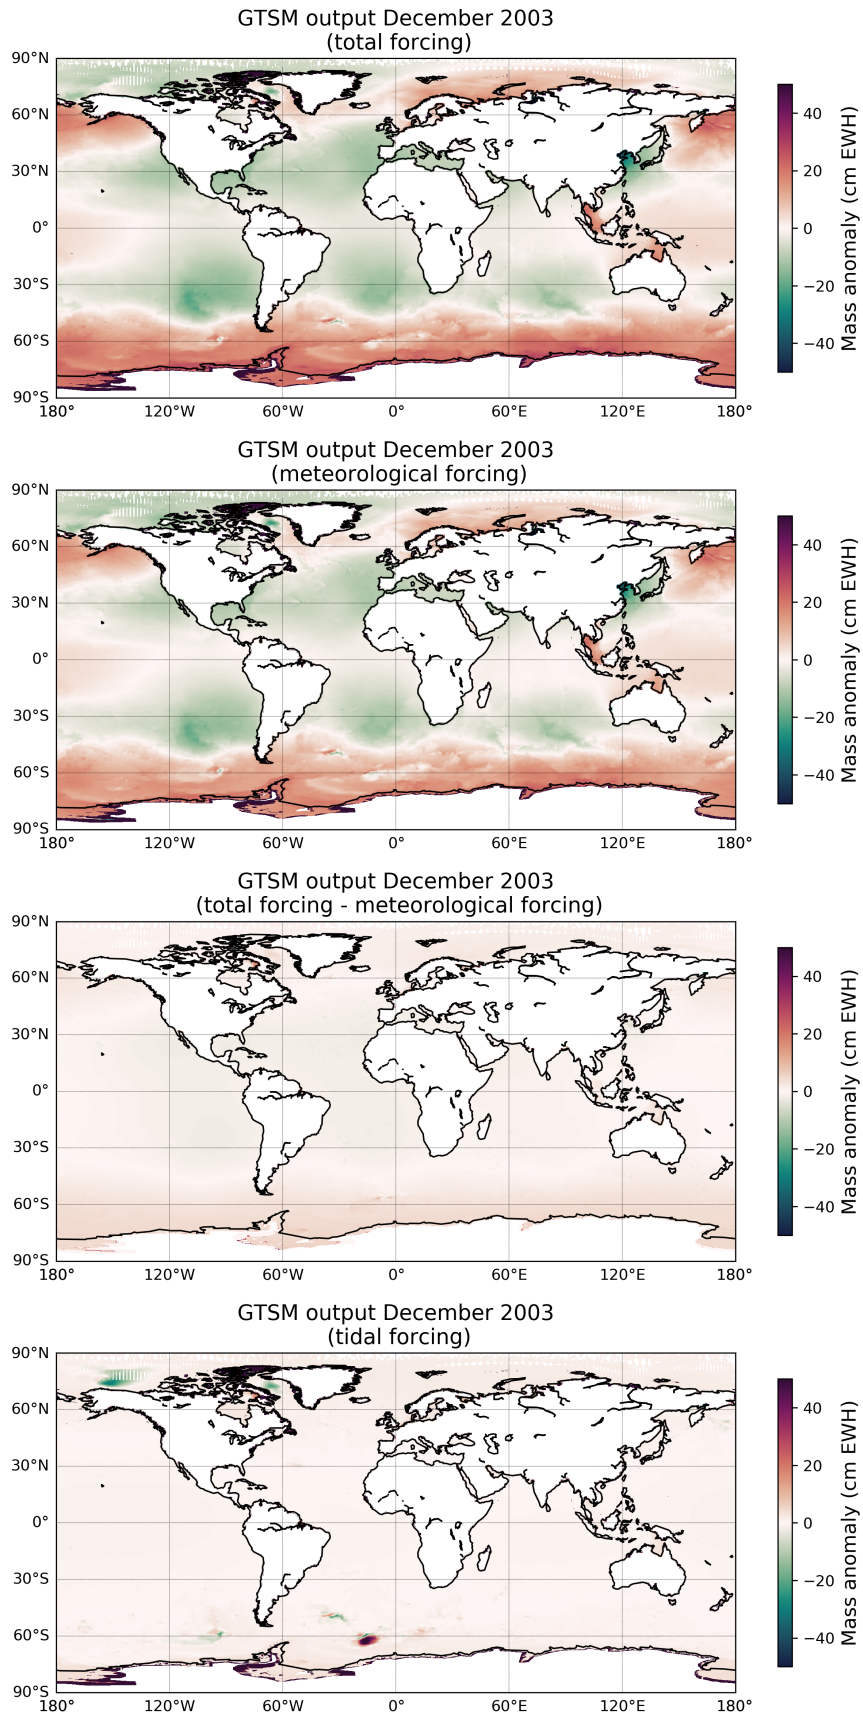 GTSM output December 2003
(total forcing)
90°N
60°N
30°N
0°
30°S
60°S
90°S
180°
120°W
60°W
0°
60°E
120°E
180°
40
20
0
−20
−40
Mass anomaly (cm EWH)
GTSM output December 2003
(meteorological forcing)
90°N
60°N
30°N
0°
30°S
60°S
90°S
180°
120°W
60°W
0°
60°E
120°E
180°
40
20
0
−20
−40
Mass anomaly (cm EWH)
GTSM output December 2003
(total forcing - meteorological forcing)
90°N
60°N
30°N
0°
30°S
60°S
90°S
180°
120°W
60°W
0°
60°E
120°E
180°
40
20
0
−20
−40
Mass anomaly (cm EWH)
GTSM output December 2003
(tidal forcing)
90°N
60°N
30°N
0°
30°S
60°S
90°S
180°
120°W
60°W
0°
60°E
120°E
180°
40
20
0
−20
−40
Mass anomaly (cm EWH)